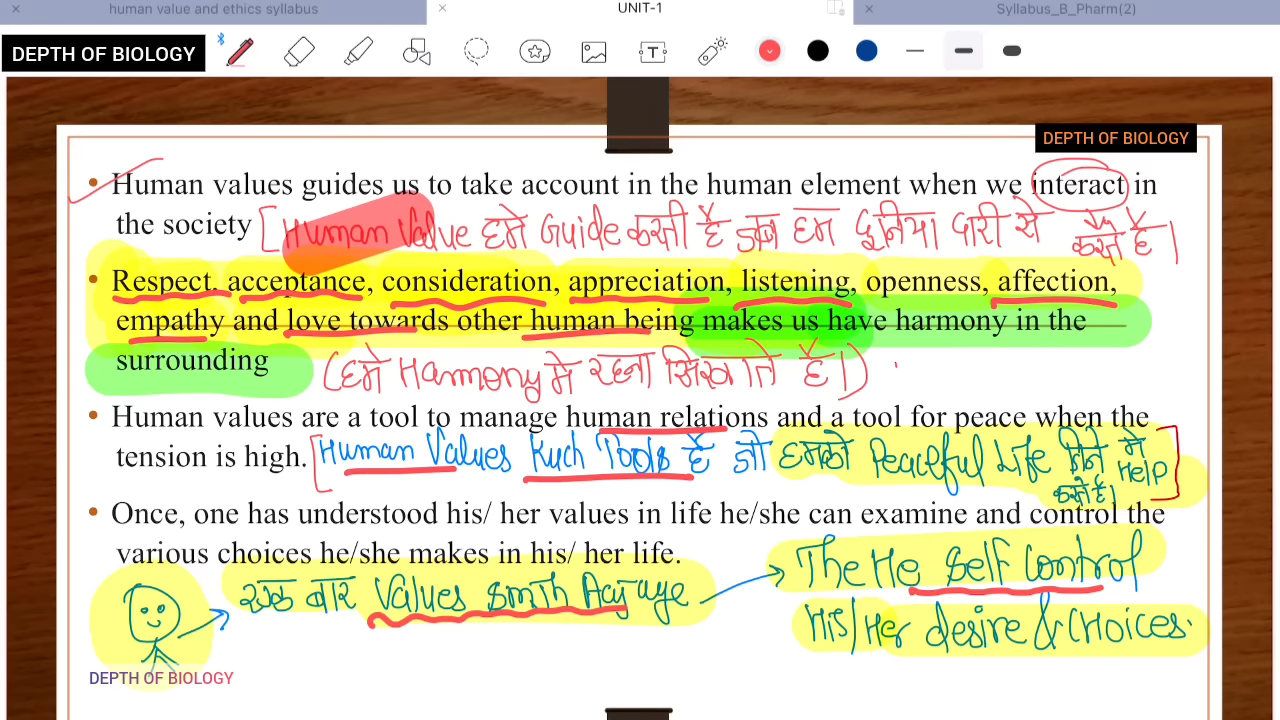 human value and ethics syllabus
UNIT-1
Syllabus_B_Pharm(2)
DEPTH OF BIOLOGY
DEPTH OF BIOLOGY
• Human values guides us to take account in the human element when we interact in
the society [Human Value हमे Guide करती है जब हम दुनिया दारी से
करते है।
• Respect, acceptance, consideration, appreciation, listening, openness, affection,
empathy and love towards other human being makes us have harmony in the
surrounding (हमे Harmony मे रहना सिखाते है।)
• Human values are a tool to manage human relations and a tool for peace when the
tension is high. [Human Values Kuch Tools है जो हमको Peaceful Life जिने मे Help
करते है।]
• Once, one has understood his/ her values in life he/she can examine and control the
various choices he/she makes in his/ her life.
एक बार Values Smjh Aay aye
The He Self Control
His/Her desire & CHoices.
DEPTH OF BIOLOGY